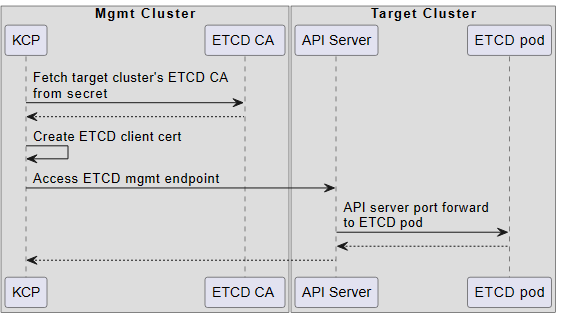 Mgmt Cluster
Target Cluster
KCP
ETCD CA
API Server
ETCD pod
Fetch target cluster's ETCD CA
from secret
Create ETCD client cert
Access ETCD mgmt endpoint
API server port forward
to ETCD pod
KCP
ETCD CA
API Server
ETCD pod